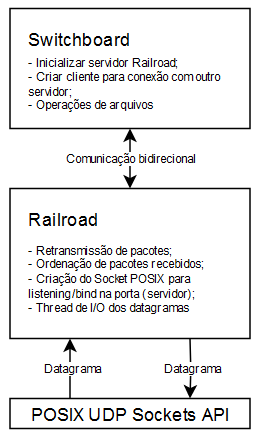 Switchboard
- Inicializar servidor Railroad;
- Criar cliente para conexão com outro
servidor;
- Operações de arquivos
Comunicação bidirecional
Railroad
- Retransmissão de pacotes;
- Ordenação de pacotes recebidos;
- Criação do Socket POSIX para
listening/bind na porta (servidor);
- Thread de I/O dos datagramas
Datagrama
Datagrama
POSIX UDP Sockets API